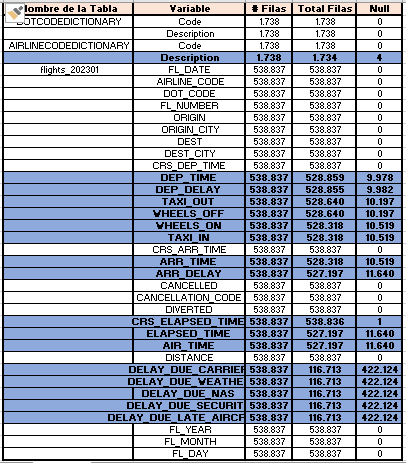 Nombre de la Tabla Variable # Filas Total Filas Null
DOTCODEDICTIONARY Code 1.738 1.738 0
Description 1.738 1.738 0
AIRLINECODEDICTIONARY Code 1.738 1.738 0
Description 1.738 1.734 4
flights_202301 FL_DATE 538.837 538.837 0
AIRLINE_CODE 538.837 538.837 0
DOT_CODE 538.837 538.837 0
FL_NUMBER 538.837 538.837 0
ORIGIN 538.837 538.837 0
ORIGIN_CITY 538.837 538.837 0
DEST 538.837 538.837 0
DEST_CITY 538.837 538.837 0
CRS_DEP_TIME 538.837 538.837 0
DEP_TIME 538.837 528.859 9.978
DEP_DELAY 538.837 528.855 9.982
TAXI_OUT 538.837 528.640 10.197
WHEELS_OFF 538.837 528.640 10.197
WHEELS_ON 538.837 528.318 10.519
TAXI_IN 538.837 528.318 10.519
CRS_ARR_TIME 538.837 538.837 0
ARR_TIME 538.837 528.318 10.519
ARR_DELAY 538.837 527.197 11.640
CANCELLED 538.837 538.837 0
CANCELLATION_CODE 538.837 538.837 0
DIVERTED 538.837 538.837 0
CRS_ELAPSED_TIME 538.837 538.836 1
ELAPSED_TIME 538.837 527.197 11.640
AIR_TIME 538.837 527.197 11.640
DISTANCE 538.837 538.837 0
DELAY_DUE_CARRIER 538.837 116.713 422.124
DELAY_DUE_WEATHE 538.837 116.713 422.124
DELAY_DUE_NAS 538.837 116.713 422.124
DELAY_DUE_SECURIT 538.837 116.713 422.124
DELAY_DUE_LATE_AIRCF 538.837 116.713 422.124
FL_YEAR 538.837 538.837 0
FL_MONTH 538.837 538.837 0
FL_DAY 538.837 538.837 0